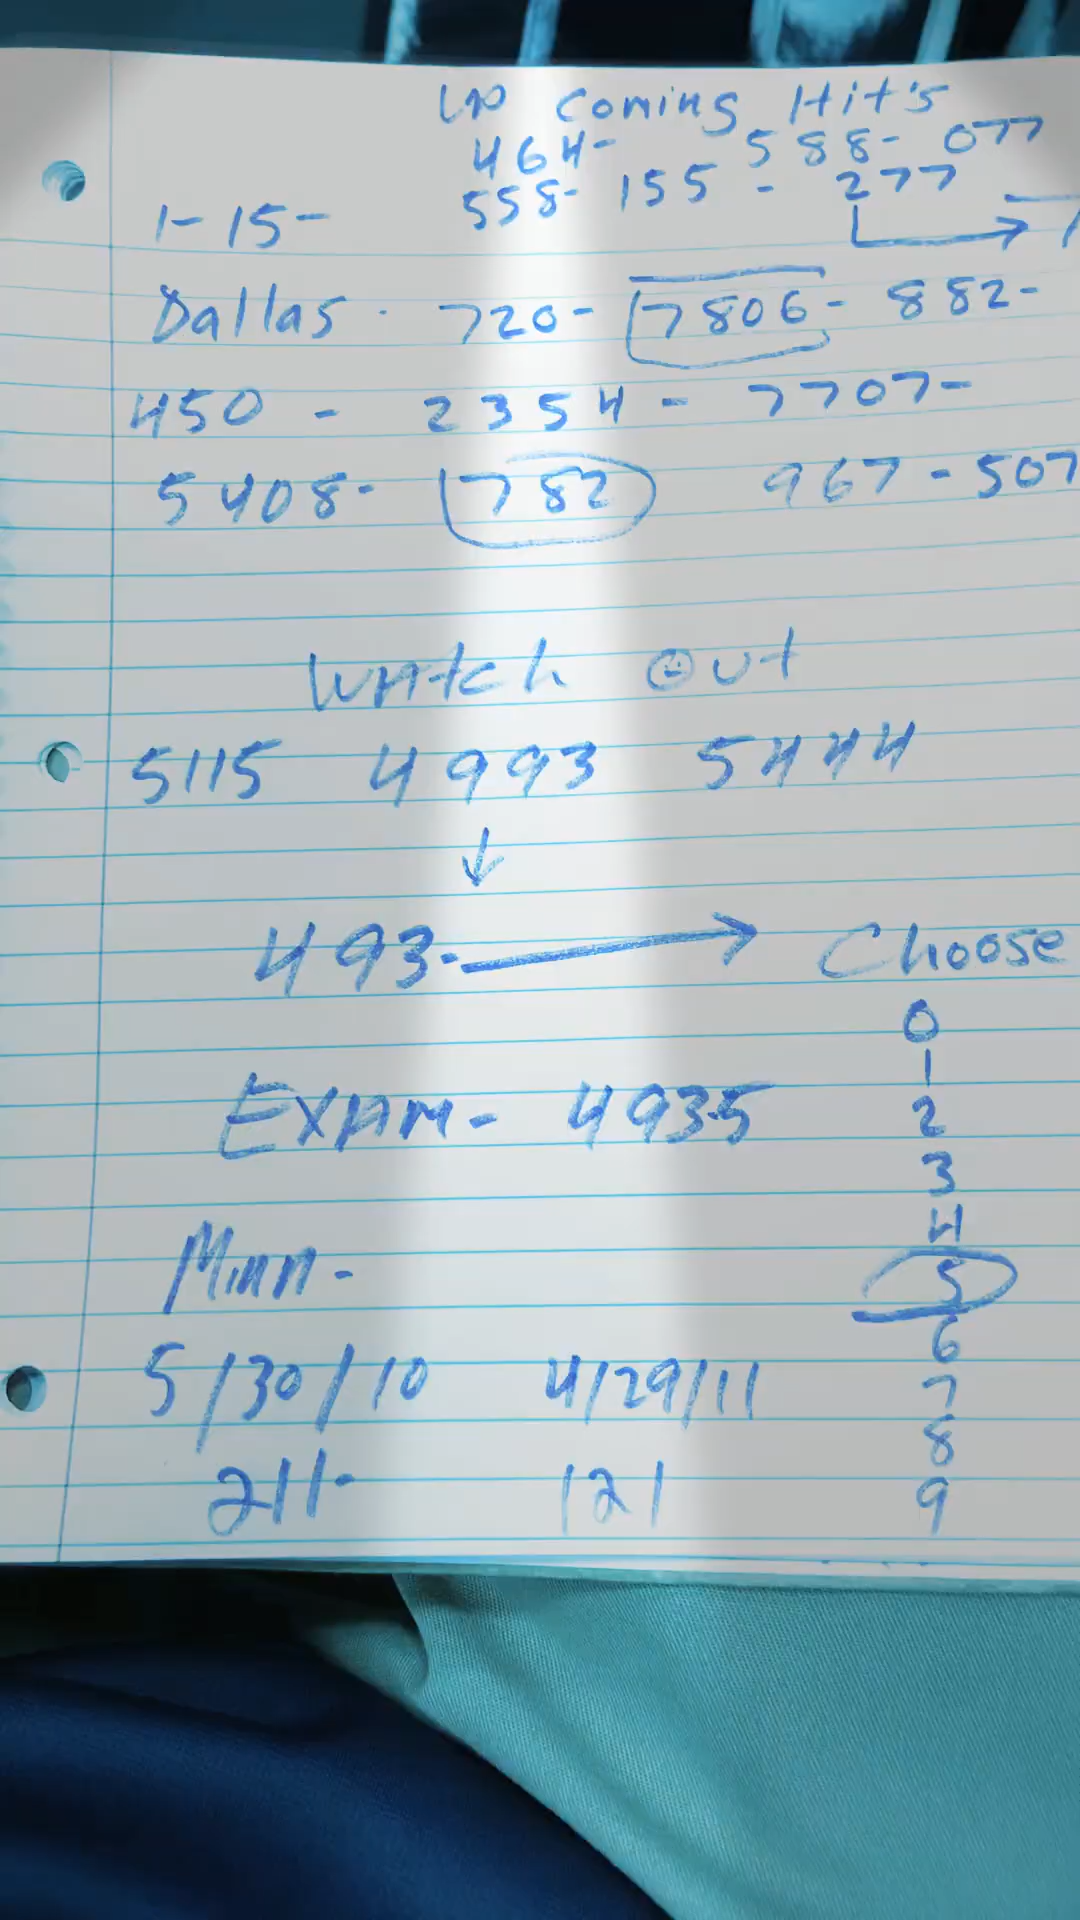 Up Coming Hit's
464- 588- 077
558- 155 - 277
1-15-
Dallas. 720- 7806- 882-
450 - 2354- 7707-
5408- 782 967-507
Watch Out
5115 4993 5444
493- Choose
0
1
2
Exam- 4935
3
4
Minn-
5
6
5/30/10 4/29/11
7
8
211- 121
9